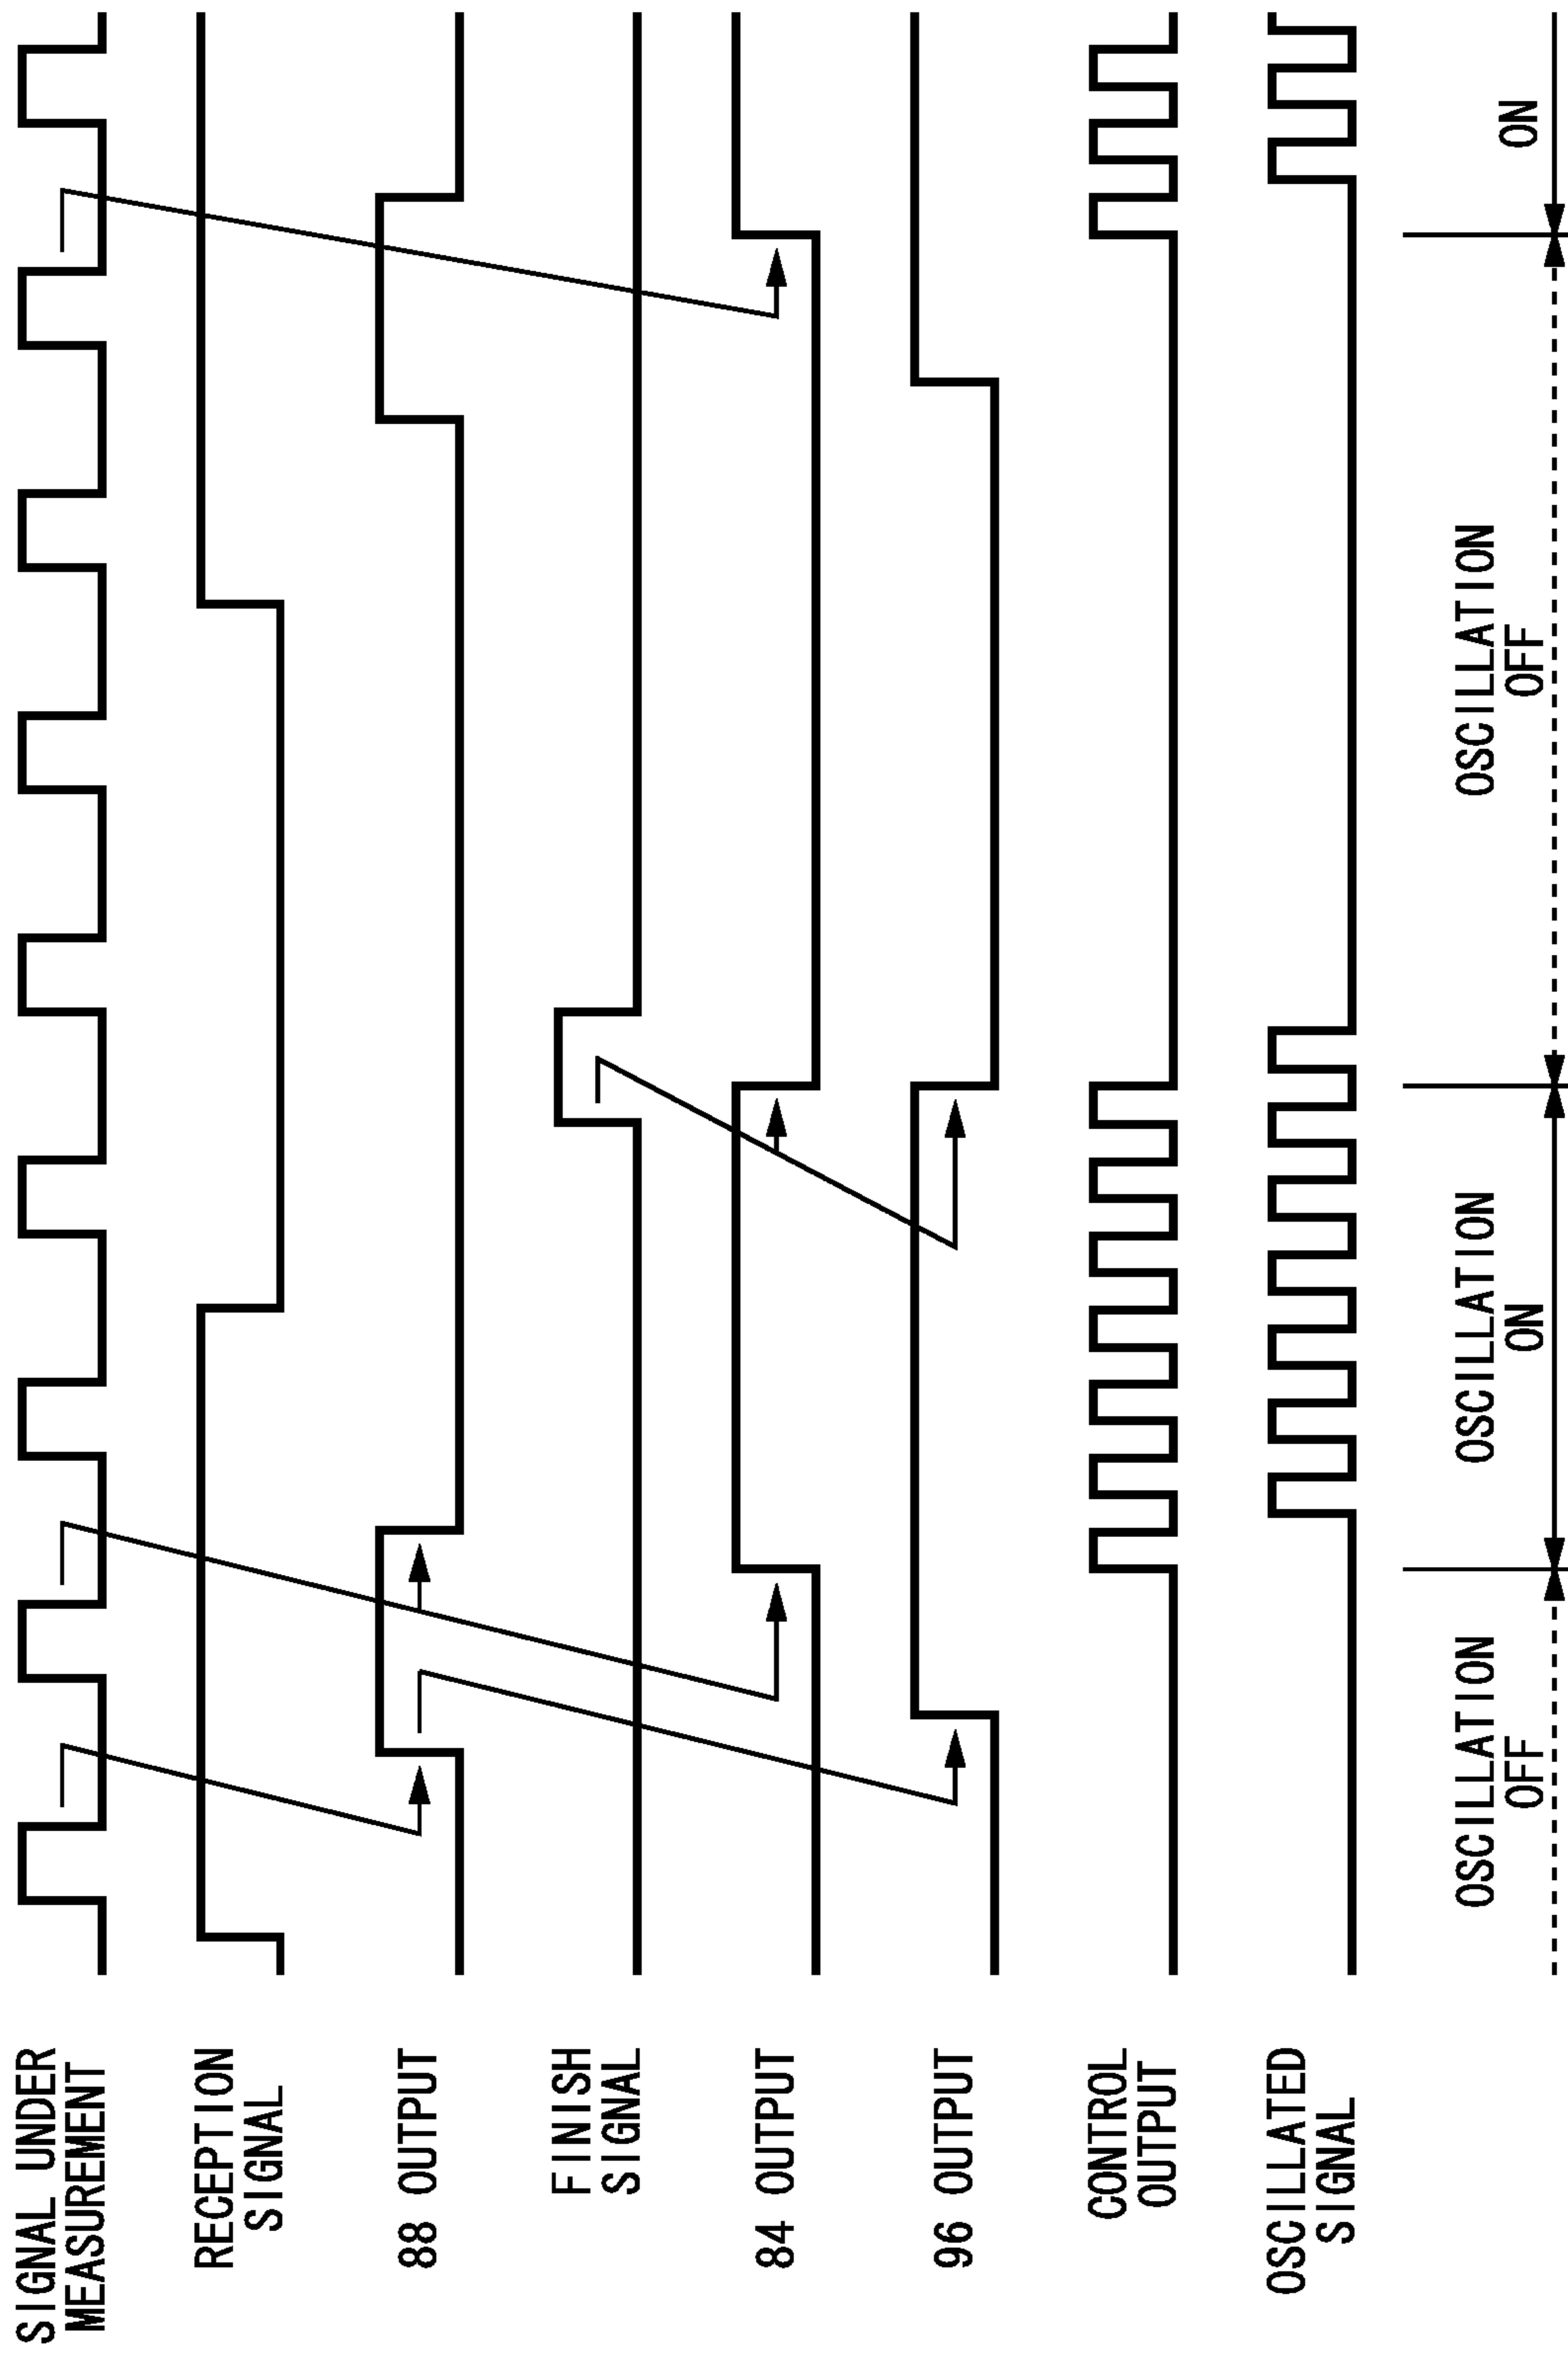 SIGNAL UNDER
MEASUREMENT
RECEPTION
SIGNAL
88 OUTPUT
FINISH
SIGNAL
84 OUTPUT
96 OUTPUT
CONTROL
OUTPUT
OSCILLATED
SIGNAL
OSCILLATION
OFF
OSCILLATION
ON
OSCILLATION
OFF
ON